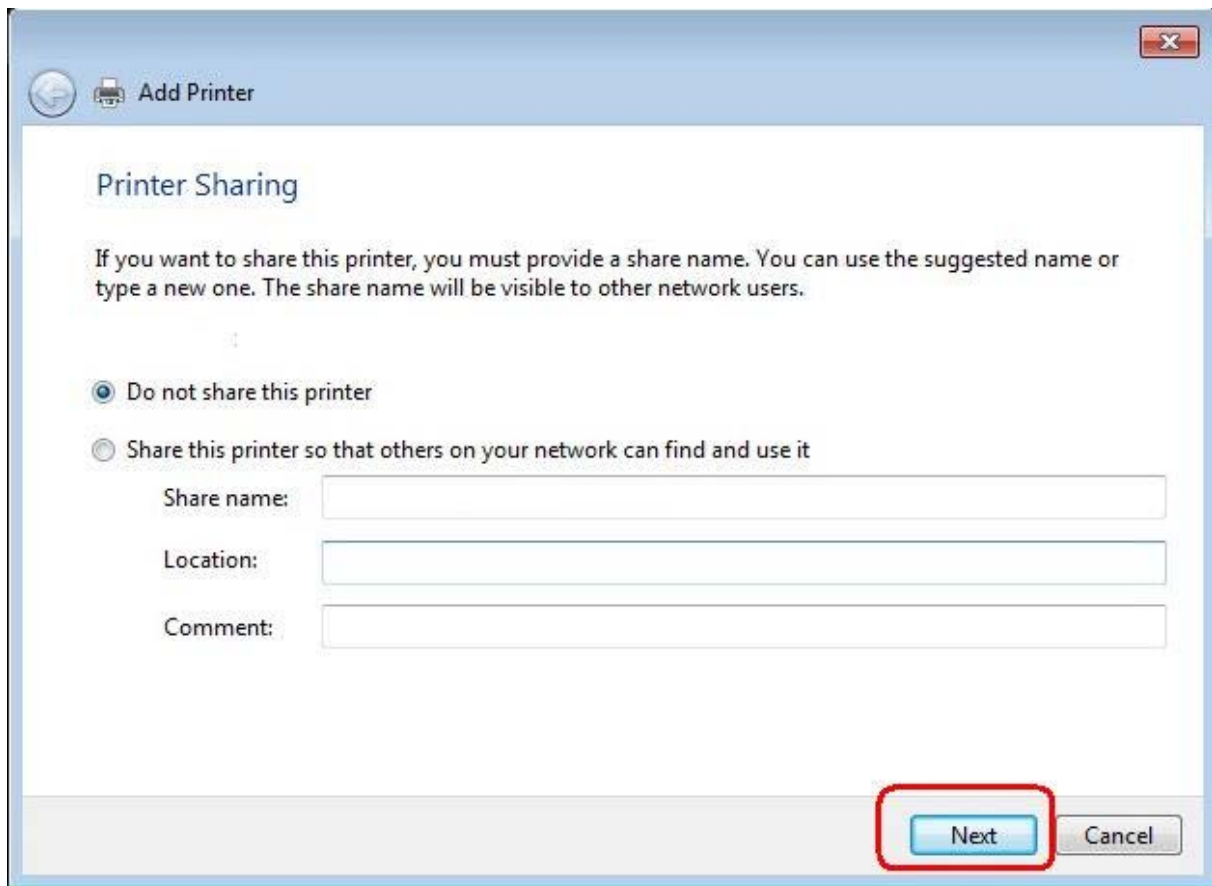 Add Printer
Printer Sharing
If you want to share this printer, you must provide a share name. You can use the suggested name or
type a new one. The share name will be visible to other network users.
Do not share this printer
Share this printer so that others on your network can find and use it
Share name:
Location:
Comment:
Next
Cancel